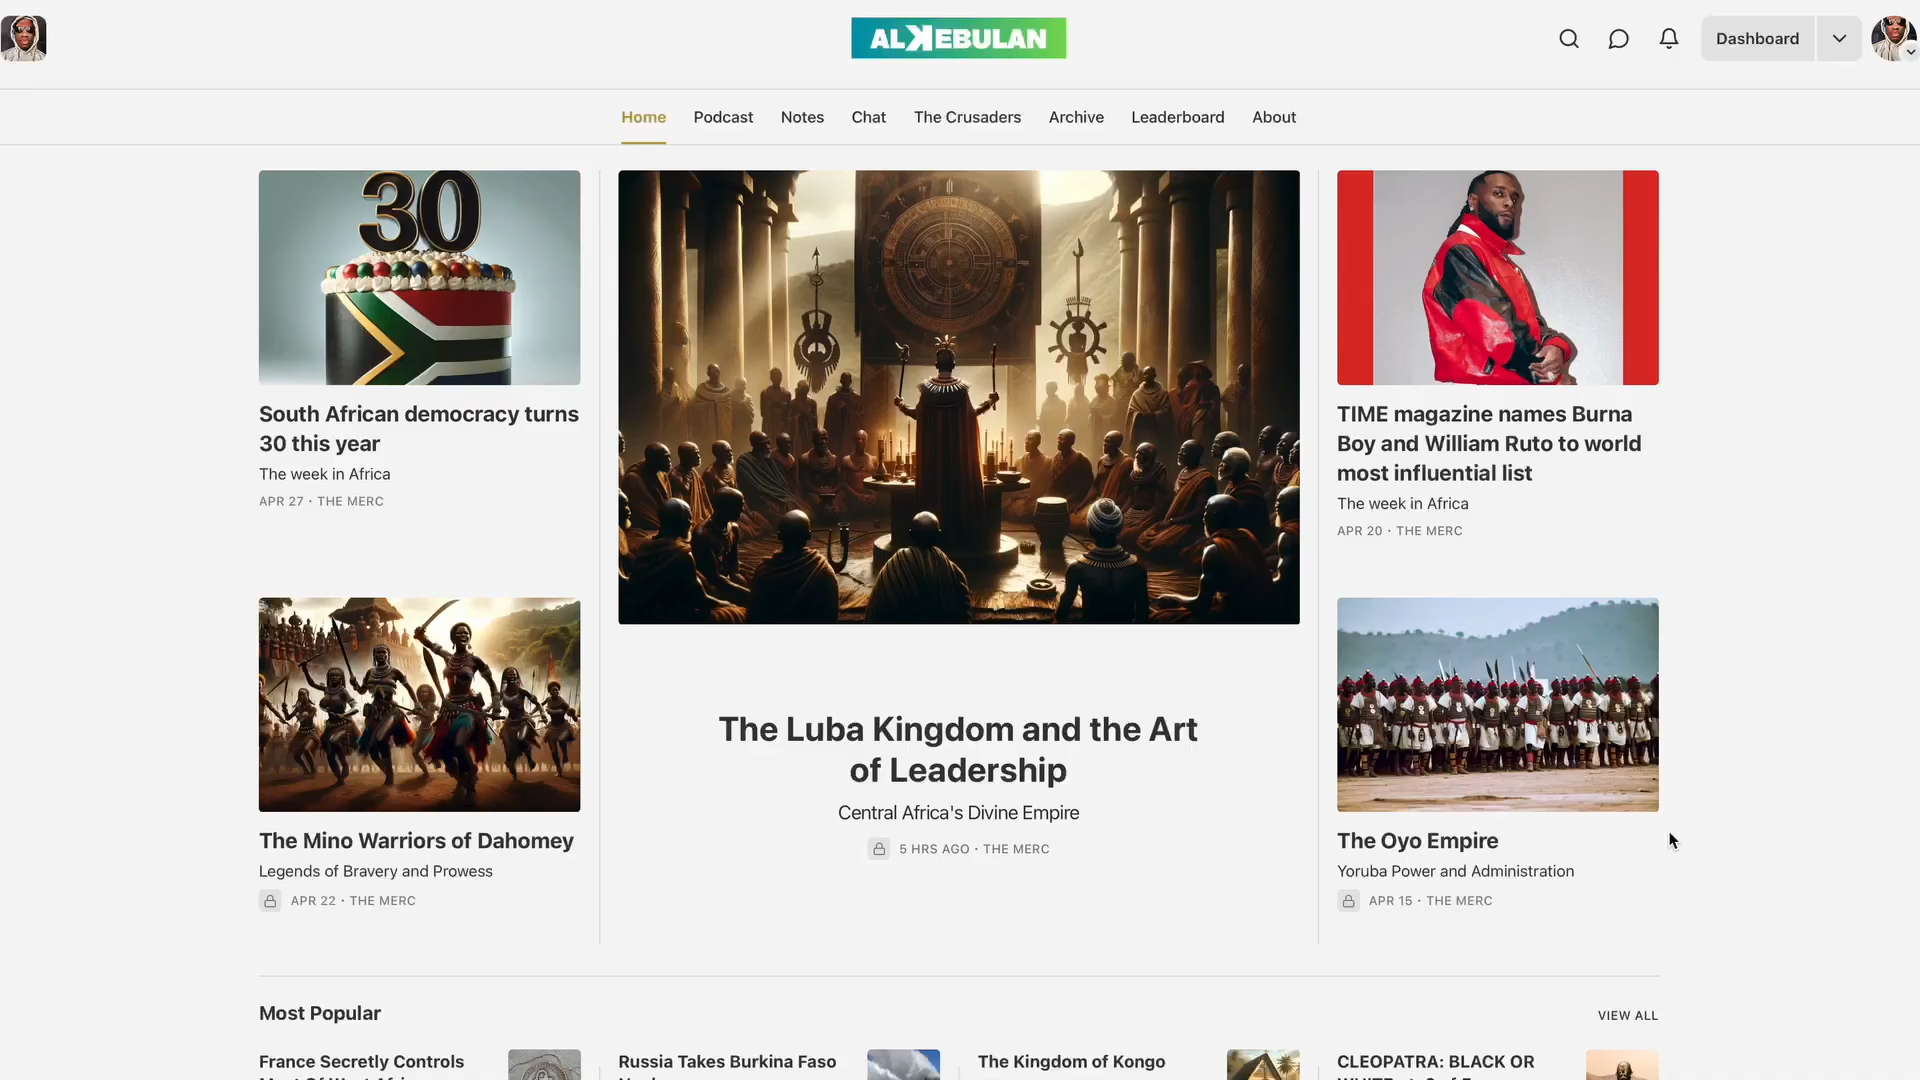 ALKEBULAN
Dashboard
Home
Podcast
Notes
Chat
The Crusaders
Archive
Leaderboard
About
30
South African democracy turns
30 this year
The week in Africa
APR 27 · THE MERC
The Mino Warriors of Dahomey
Legends of Bravery and Prowess
APR 22 · THE MERC
The Luba Kingdom and the Art
of Leadership
Central Africa's Divine Empire
5 HRS AGO · THE MERC
TIME magazine names Burna
Boy and William Ruto to world
most influential list
The week in Africa
APR 20 · THE MERC
The Oyo Empire
Yoruba Power and Administration
APR 15 · THE MERC
Most Popular
VIEW ALL
France Secretly Controls
Russia Takes Burkina Faso
The Kingdom of Kongo
CLEOPATRA: BLACK OR